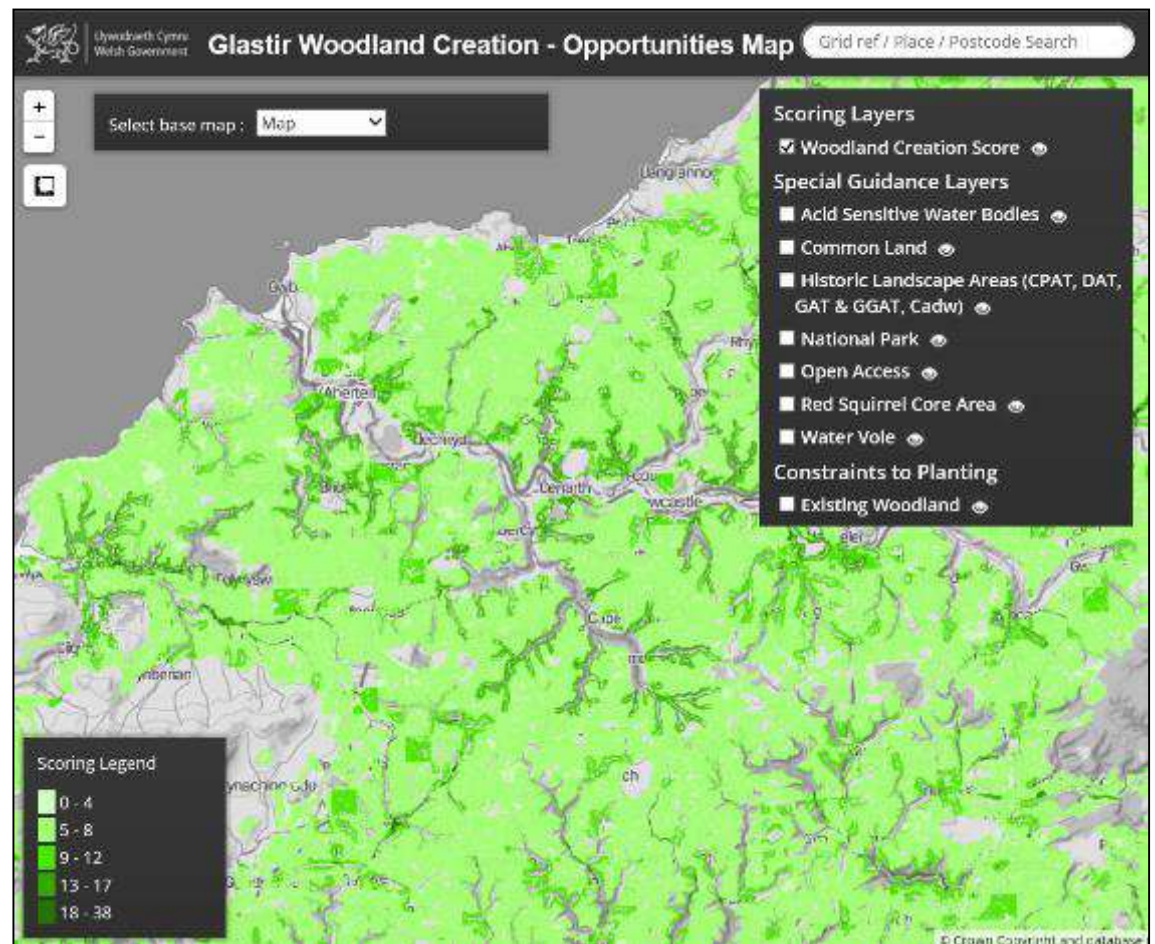 Llywodraeth Cymru
Welsh Government
Glastir Woodland Creation - Opportunities Map
Grid ref / Place / Postcode Search
+
−
Select base map :
Map
Scoring Layers
Woodland Creation Score
Special Guidance Layers
Acid Sensitive Water Bodies
Common Land
Historic Landscape Areas (CPAT, DAT,
GAT & GGAT, Cadw)
National Park
Open Access
Red Squirrel Core Area
Water Vole
Constraints to Planting
Existing Woodland
wcastle
ynberian
ch
Scoring Legend
0 - 4
5 - 8
9 - 12
13 - 17
18 - 38
© Crown Copyright and database